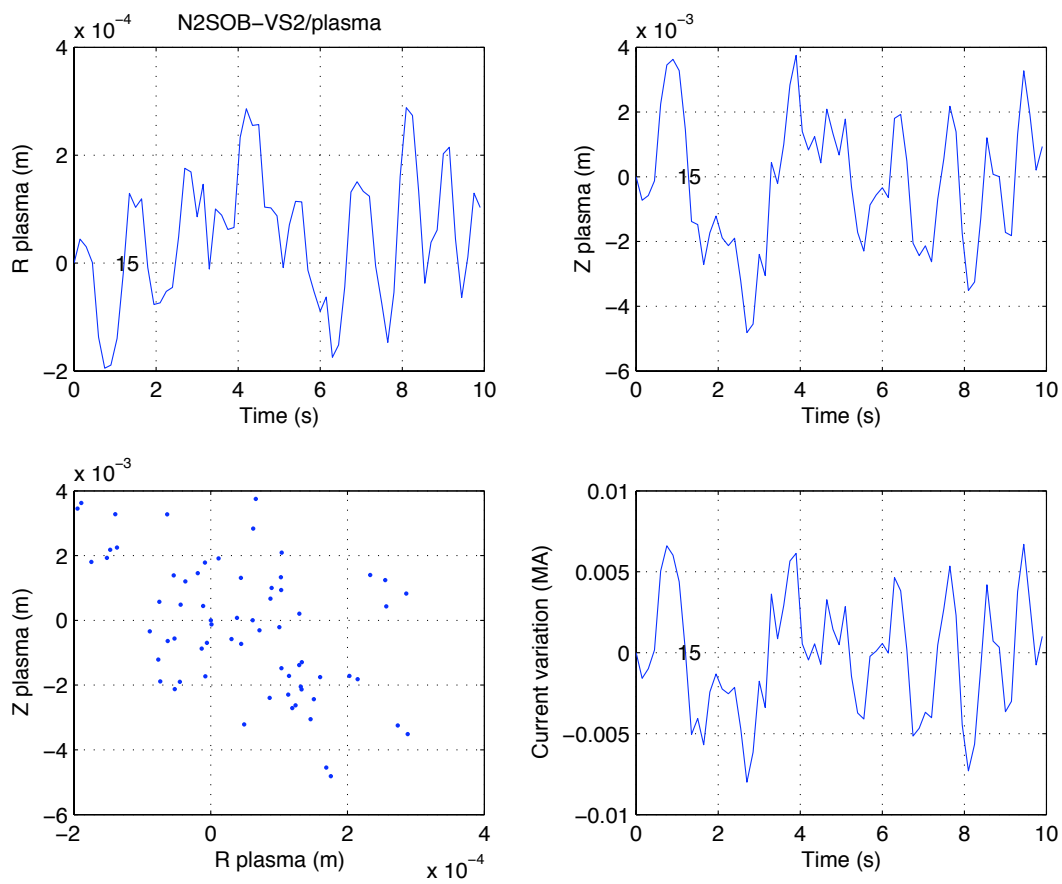 x 10−4
N2SOB−VS2/plasma
4
2
0
−2
R plasma (m)
15
0 2 4 6 8 10
Time (s)
x 10−3
4
2
0
−2
−4
−6
Z plasma (m)
15
0 2 4 6 8 10
Time (s)
x 10−3
4
2
0
−2
−4
−6
Z plasma (m)
−2 0 2 4
R plasma (m)
x 10−4
0.01
0.005
0
−0.005
−0.01
Current variation (MA)
15
0 2 4 6 8 10
Time (s)